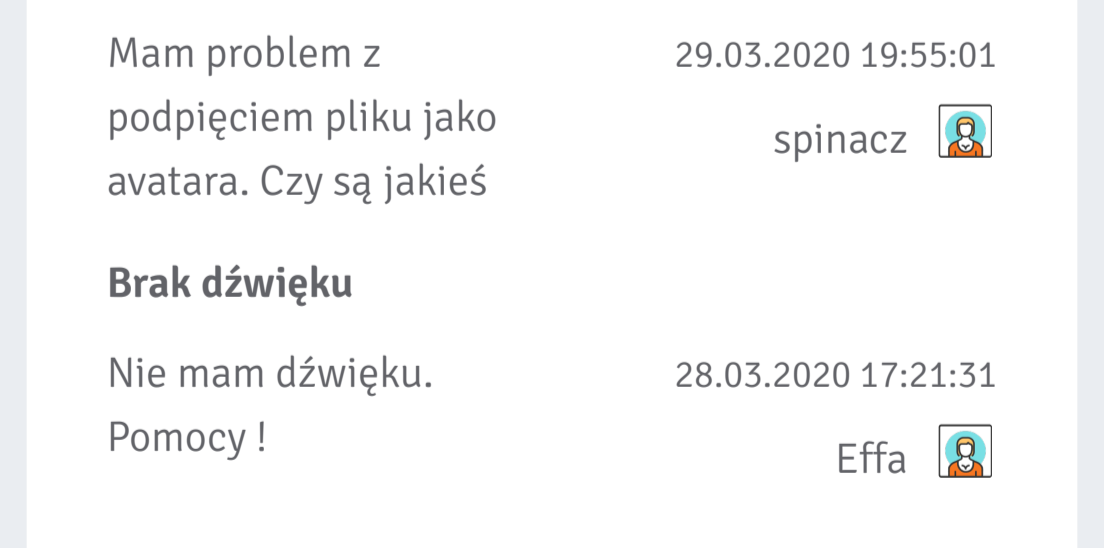 Mam problem z
podpięciem pliku jako
avatara. Czy są jakieś
29.03.2020 19:55:01
spinacz
Brak dźwięku
Nie mam dźwięku.
Pomocy !
28.03.2020 17:21:31
Effa